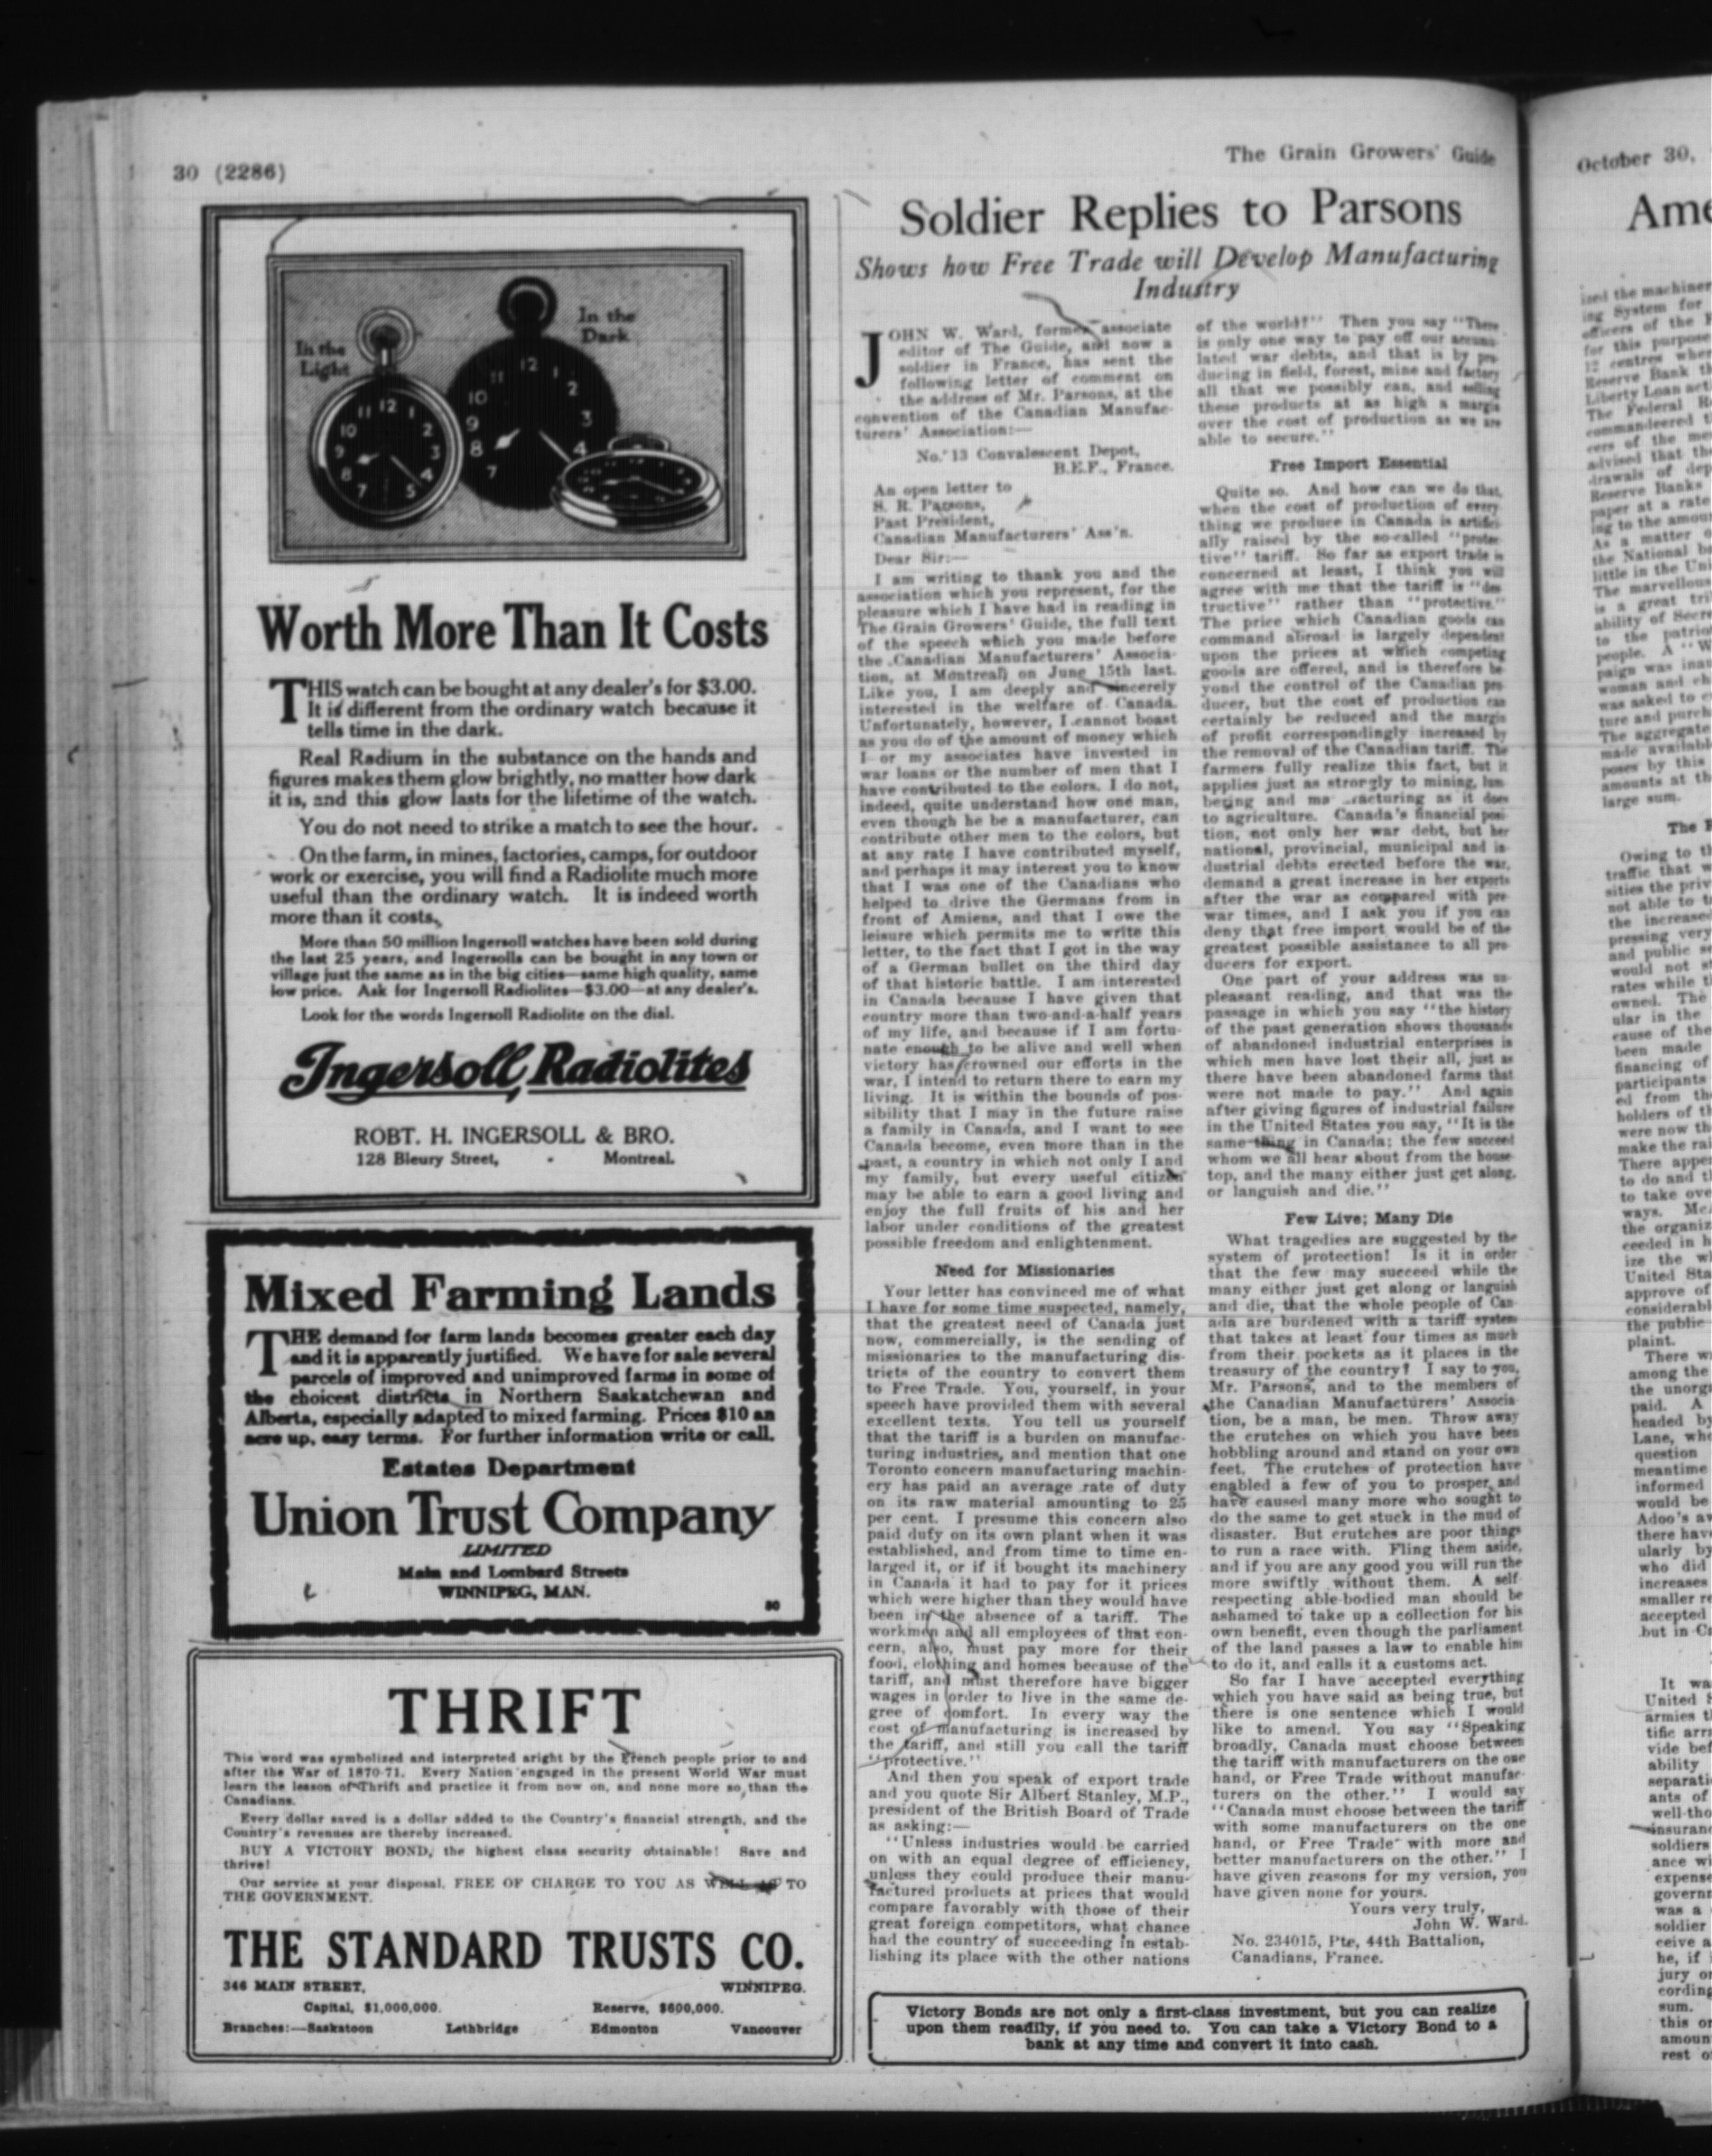 30 (2286)
The Grain Growers' Guide
In the
Light
In the
Dark
Worth More Than It Costs
THIS watch can be bought at any dealer's for $3.00.
It is different from the ordinary watch because it
tells time in the dark.
Real Radium in the substance on the hands and
figures makes them glow brightly, no matter how dark
it is, and this glow lasts for the lifetime of the watch.
You do not need to strike a match to see the hour.
On the farm, in mines, factories, camps, for outdoor
work or exercise, you will find a Radiolite much more
useful than the ordinary watch. It is indeed worth
more than it costs.
More than 50 million Ingersoll watches have been sold during
the last 25 years, and Ingersolls can be bought in any town or
village just the same as in the big cities—same high quality, same
low price. Ask for Ingersoll Radiolites—$3.00—at any dealer's.
Look for the words Ingersoll Radiolite on the dial.
Ingersoll Radiolites
ROBT. H. INGERSOLL & BRO.
128 Bleury Street, - Montreal.
Mixed Farming Lands
THE demand for farm lands becomes greater each day
and it is apparently justified. We have for sale several
parcels of improved and unimproved farms in some of
the choicest districts in Northern Saskatchewan and
Alberta, especially adapted to mixed farming. Prices $10 an
acre up, easy terms. For further information write or call.
Estates Department
Union Trust Company
LIMITED
Main and Lombard Streets
WINNIPEG, MAN.
THRIFT
This word was symbolized and interpreted aright by the French people prior to and
after the War of 1870-71. Every Nation engaged in the present World War must
learn the lesson of Thrift and practice it from now on, and none more so than the
Canadians.
Every dollar saved is a dollar added to the Country's financial strength, and the
Country's revenues are thereby increased.
BUY A VICTORY BOND, the highest class security obtainable! Save and
thrive!
Our service at your disposal, FREE OF CHARGE TO YOU AS WELL AS TO
THE GOVERNMENT.
THE STANDARD TRUSTS CO.
346 MAIN STREET, WINNIPEG.
Capital, $1,000,000. Reserve, $600,000.
Branches:—Saskatoon Lethbridge Edmonton Vancouver
Soldier Replies to Parsons
Shows how Free Trade will Develop Manufacturing
Industry
JOHN W. Ward, former associate
editor of The Guide, and now a
soldier in France, has sent the
following letter of comment on
the address of Mr. Parsons, at the
convention of the Canadian Manufac-
turers' Association:—
No. 13 Convalescent Depot,
B.E.F., France.
An open letter to
S. R. Parsons,
Past President,
Canadian Manufacturers' Ass'n.
Dear Sir:—
I am writing to thank you and the
association which you represent, for the
pleasure which I have had in reading in
The Grain Growers' Guide, the full text
of the speech which you made before
the Canadian Manufacturers' Associa-
tion, at Montreal, on June 15th last.
Like you, I am deeply and sincerely
interested in the welfare of Canada.
Unfortunately, however, I cannot boast
as you do of the amount of money which
I or my associates have invested in
war loans or the number of men that I
have contributed to the colors. I do not,
indeed, quite understand how one man,
even though he be a manufacturer, can
contribute other men to the colors, but
at any rate I have contributed myself,
and perhaps it may interest you to know
that I was one of the Canadians who
helped to drive the Germans from in
front of Amiens, and that I owe the
leisure which permits me to write this
letter, to the fact that I got in the way
of a German bullet on the third day
of that historic battle. I am interested
in Canada because I have given that
country more than two-and-a-half years
of my life, and because if I am fortu-
nate enough to be alive and well when
victory has crowned our efforts in the
war, I intend to return there to earn my
living. It is within the bounds of pos-
sibility that I may in the future raise
a family in Canada, and I want to see
Canada become, even more than in the
past, a country in which not only I and
my family, but every useful citizen
may be able to earn a good living and
enjoy the full fruits of his and her
labor under conditions of the greatest
possible freedom and enlightenment.
Need for Missionaries
Your letter has convinced me of what
I have for some time suspected, namely,
that the greatest need of Canada just
now, commercially, is the sending of
missionaries to the manufacturing dis-
tricts of the country to convert them
to Free Trade. You, yourself, in your
speech have provided them with several
excellent texts. You tell us yourself
that the tariff is a burden on manufac-
turing industries, and mention that one
Toronto concern manufacturing machin-
ery has paid an average rate of duty
on its raw material amounting to 25
per cent. I presume this concern also
paid duty on its own plant when it was
established, and from time to time en-
larged it, or if it bought its machinery
in Canada it had to pay for it prices
which were higher than they would have
been in the absence of a tariff. The
workmen and all employees of that con-
cern, also, must pay more for their
food, clothing and homes because of the
tariff, and must therefore have bigger
wages in order to live in the same de-
gree of comfort. In every way the
cost of manufacturing is increased by
the tariff, and still you call the tariff
"protective."
And then you speak of export trade
and you quote Sir Albert Stanley, M.P.,
president of the British Board of Trade
as asking:—
"Unless industries would be carried
on with an equal degree of efficiency,
unless they could produce their manu-
factured products at prices that would
compare favorably with those of their
great foreign competitors, what chance
had the country of succeeding in estab-
lishing its place with the other nations
of the world?" Then you say "There
is only one way to pay off our accumu-
lated war debts, and that is by pro-
ducing in field, forest, mine and factory
all that we possibly can, and selling
these products at as high a margin
over the cost of production as we are
able to secure."
Free Import Essential
Quite so. And how can we do that,
when the cost of production of every-
thing we produce in Canada is artifici-
ally raised by the so-called "protec-
tive" tariff. So far as export trade is
concerned at least, I think you will
agree with me that the tariff is "des-
tructive" rather than "protective."
The price which Canadian goods can
command abroad is largely dependent
upon the prices at which competing
goods are offered, and is therefore be-
yond the control of the Canadian pro-
ducer, but the cost of production can
certainly be reduced and the margin
of profit correspondingly increased by
the removal of the Canadian tariff. The
farmers fully realize this fact, but it
applies just as strongly to mining, lum-
bering and ma racturing as it does
to agriculture. Canada's financial posi-
tion, not only her war debt, but her
national, provincial, municipal and in-
dustrial debts erected before the war,
demand a great increase in her exports
after the war as compared with pre-
war times, and I ask you if you can
deny that free import would be of the
greatest possible assistance to all pro-
ducers for export.
One part of your address was un-
pleasant reading, and that was the
passage in which you say "the history
of the past generation shows thousands
of abandoned industrial enterprises in
which men have lost their all, just as
there have been abandoned farms that
were not made to pay." And again
after giving figures of industrial failure
in the United States you say, "It is the
same thing in Canada; the few succeed
whom we all hear about from the house-
top, and the many either just get along,
or languish and die."
Few Live; Many Die
What tragedies are suggested by the
system of protection! Is it in order
that the few may succeed while the
many either just get along or languish
and die, that the whole people of Can-
ada are burdened with a tariff system
that takes at least four times as much
from their pockets as it places in the
treasury of the country? I say to you,
Mr. Parsons, and to the members of
the Canadian Manufacturers' Associa-
tion, be a man, be men. Throw away
the crutches on which you have been
hobbling around and stand on your own
feet. The crutches of protection have
enabled a few of you to prosper, and
have caused many more who sought to
do the same to get stuck in the mud of
disaster. But crutches are poor things
to run a race with. Fling them aside,
and if you are any good you will run the
more swiftly without them. A self-
respecting able-bodied man should be
ashamed to take up a collection for his
own benefit, even though the parliament
of the land passes a law to enable him
to do it, and calls it a customs act.
So far I have accepted everything
which you have said as being true, but
there is one sentence which I would
like to amend. You say "Speaking
broadly, Canada must choose between
the tariff with manufacturers on the one
hand, or Free Trade without manufac-
turers on the other." I would say
"Canada must choose between the tariff
with some manufacturers on the one
hand, or Free Trade with more and
better manufacturers on the other." I
have given reasons for my version, you
have given none for yours.
Yours very truly,
John W. Ward.
No. 234015, Pte, 44th Battalion,
Canadians, France.
Victory Bonds are not only a first-class investment, but you can realize
upon them readily, if you need to. You can take a Victory Bond to a
bank at any time and convert it into cash.
October 30,